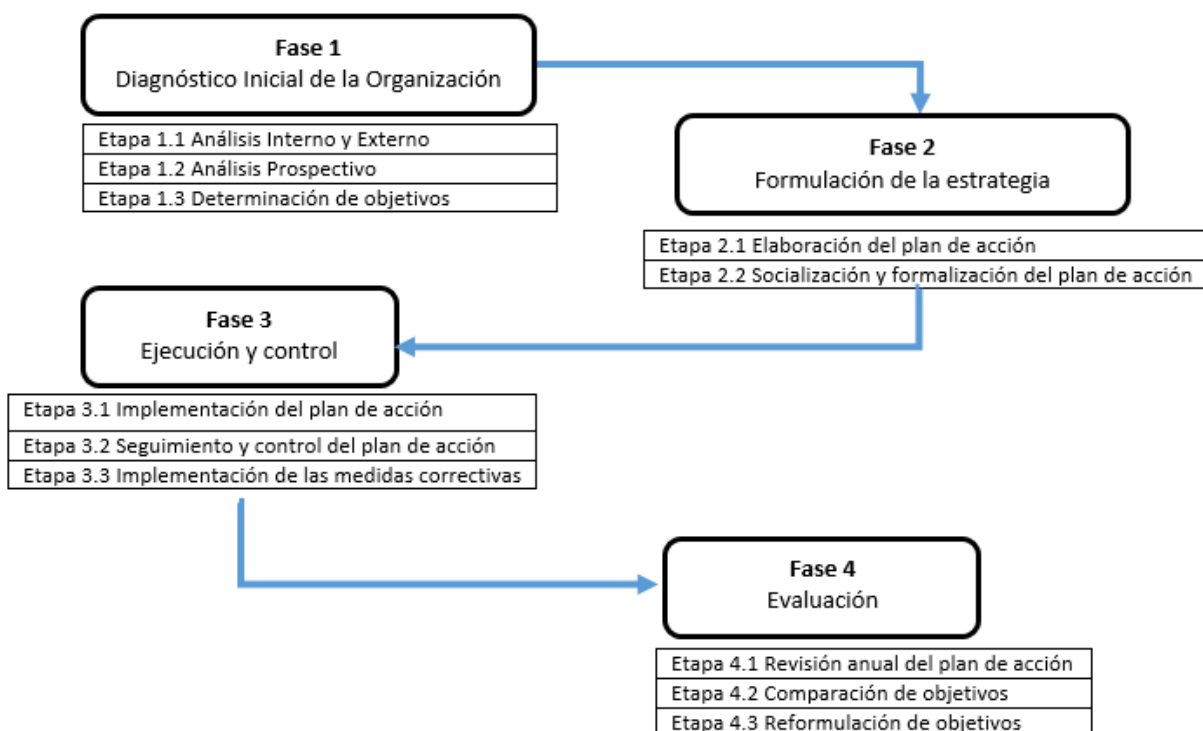 Fase 1
Diagnóstico Inicial de la Organización
Etapa 1.1 Análisis Interno y Externo
Etapa 1.2 Análisis Prospectivo
Etapa 1.3 Determinación de objetivos
Fase 2
Formulación de la estrategia
Etapa 2.1 Elaboración del plan de acción
Etapa 2.2 Socialización y formalización del plan de acción
Fase 3
Ejecución y control
Etapa 3.1 Implementación del plan de acción
Etapa 3.2 Seguimiento y control del plan de acción
Etapa 3.3 Implementación de las medidas correctivas
Fase 4
Evaluación
Etapa 4.1 Revisión anual del plan de acción
Etapa 4.2 Comparación de objetivos
Etapa 4.3 Reformulación de objetivos